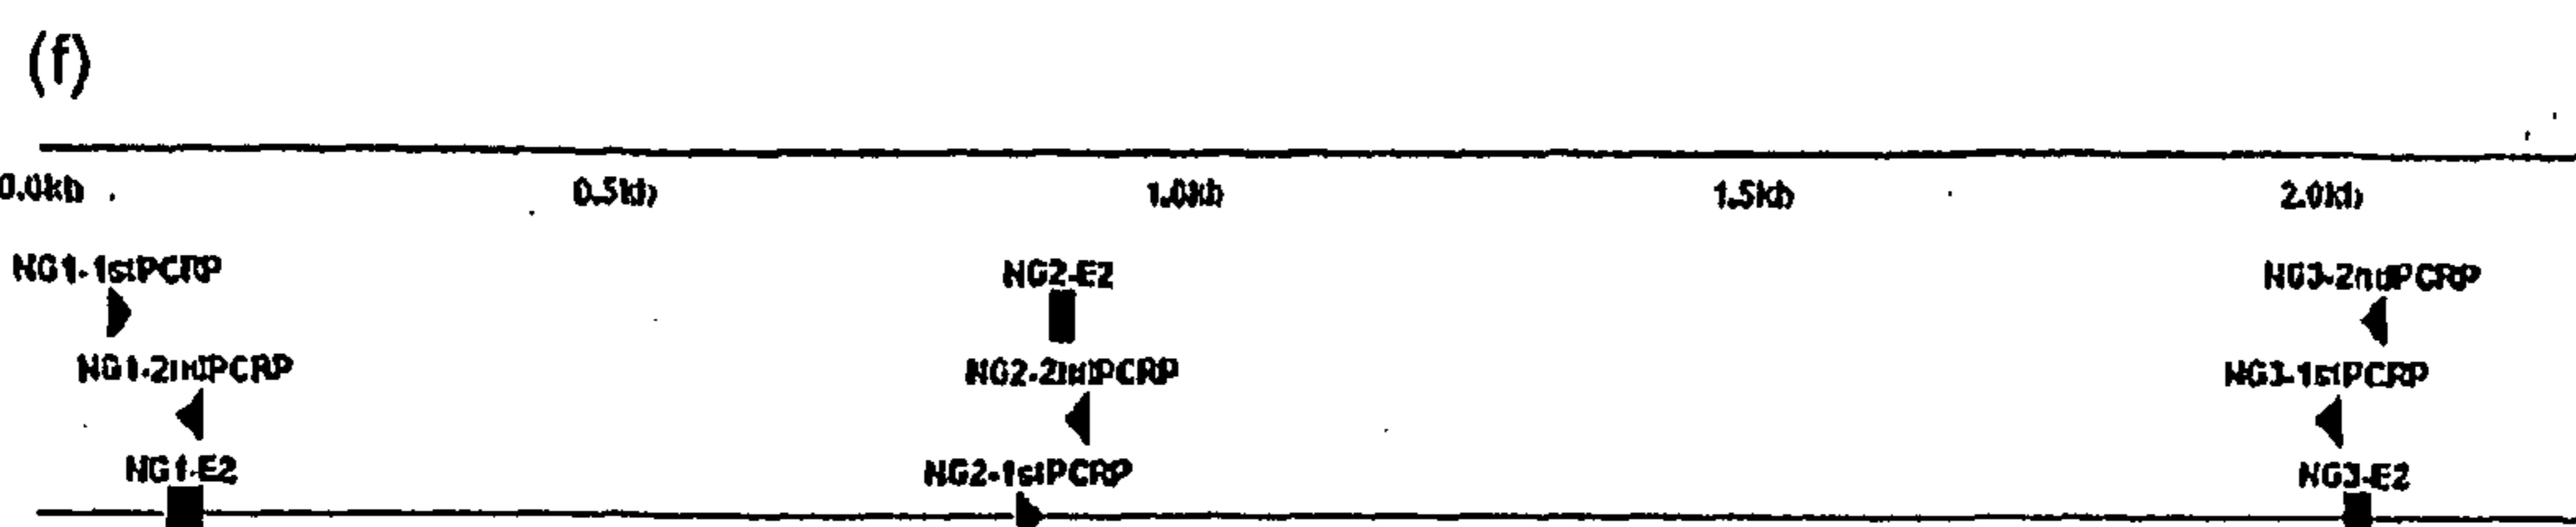 (f)
0.0kb 0.5kb 1.0kb 1.5kb 2.0kb
NG1-1stPCRP NG2-E2 NG3-2ndPCRP
NG1-2ndPCRP NG2-2ndPCRP NG3-1stPCRP
NG1-E2 NG2-1stPCRP NG3-E2